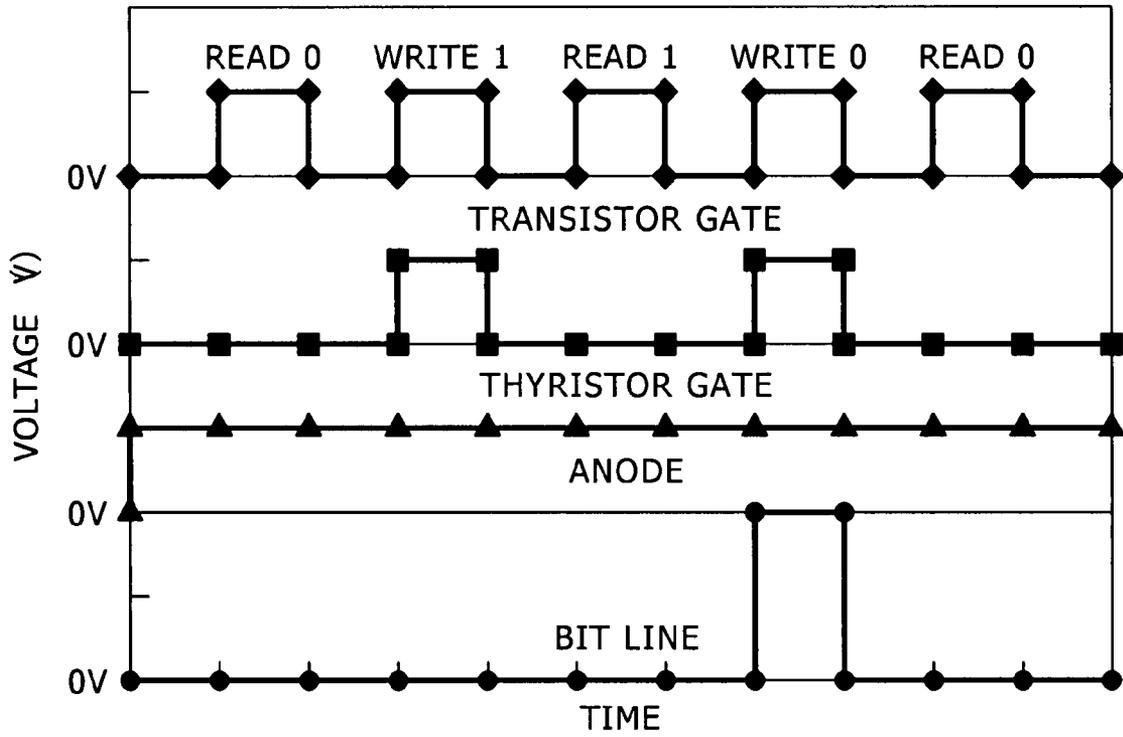 READ 0 WRITE 1 READ 1 WRITE 0 READ 0
0V
TRANSISTOR GATE
0V
THYRISTOR GATE
ANODE
0V
BIT LINE
0V
TIME
VOLTAGE V)